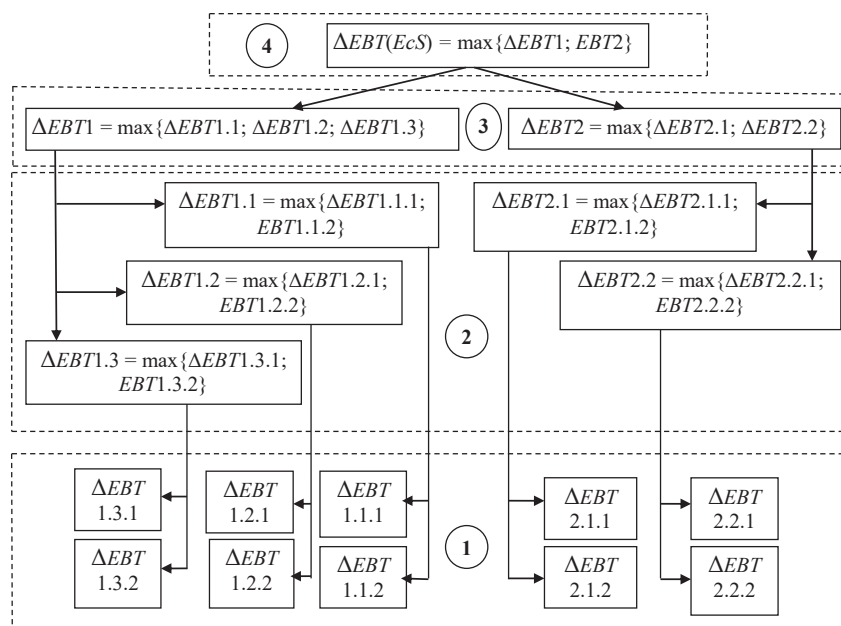 4
ΔEBT(EcS) = max{ΔEBT1; EBT2}
ΔEBT1 = max{ΔEBT1.1; ΔEBT1.2; ΔEBT1.3}
3
ΔEBT2 = max{ΔEBT2.1; ΔEBT2.2}
ΔEBT1.1 = max{ΔEBT1.1.1;
EBT1.1.2}
ΔEBT2.1 = max{ΔEBT2.1.1;
EBT2.1.2}
ΔEBT1.2 = max{ΔEBT1.2.1;
EBT1.2.2}
ΔEBT2.2 = max{ΔEBT2.2.1;
EBT2.2.2}
2
ΔEBT1.3 = max{ΔEBT1.3.1;
EBT1.3.2}
ΔEBT
1.3.1
ΔEBT
1.2.1
ΔEBT
1.1.1
ΔEBT
2.1.1
ΔEBT
2.2.1
1
ΔEBT
1.3.2
ΔEBT
1.2.2
ΔEBT
1.1.2
ΔEBT
2.1.2
ΔEBT
2.2.2